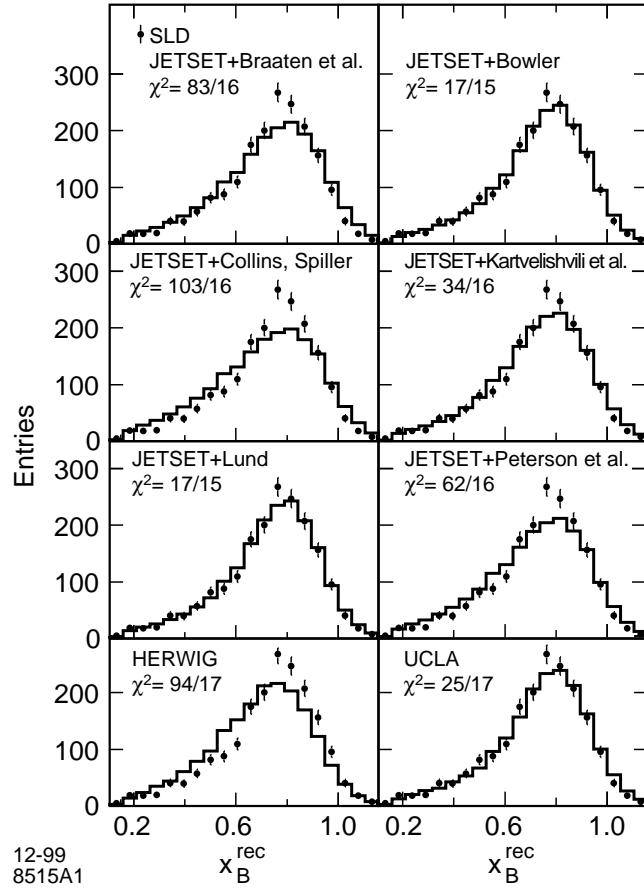 SLD
JETSET+Braaten et al.
χ²= 83/16
JETSET+Bowler
χ²= 17/15
300
200
100
0
JETSET+Collins, Spiller
χ²= 103/16
JETSET+Kartvelishvili et al.
χ²= 34/16
300
200
100
0
JETSET+Lund
χ²= 17/15
JETSET+Peterson et al.
χ²= 62/16
300
200
100
0
HERWIG
χ²= 94/17
UCLA
χ²= 25/17
200
100
0
Entries
0.2 0.6 1.0 0.2 0.6 1.0
x_B^rec x_B^rec
12-99
8515A1